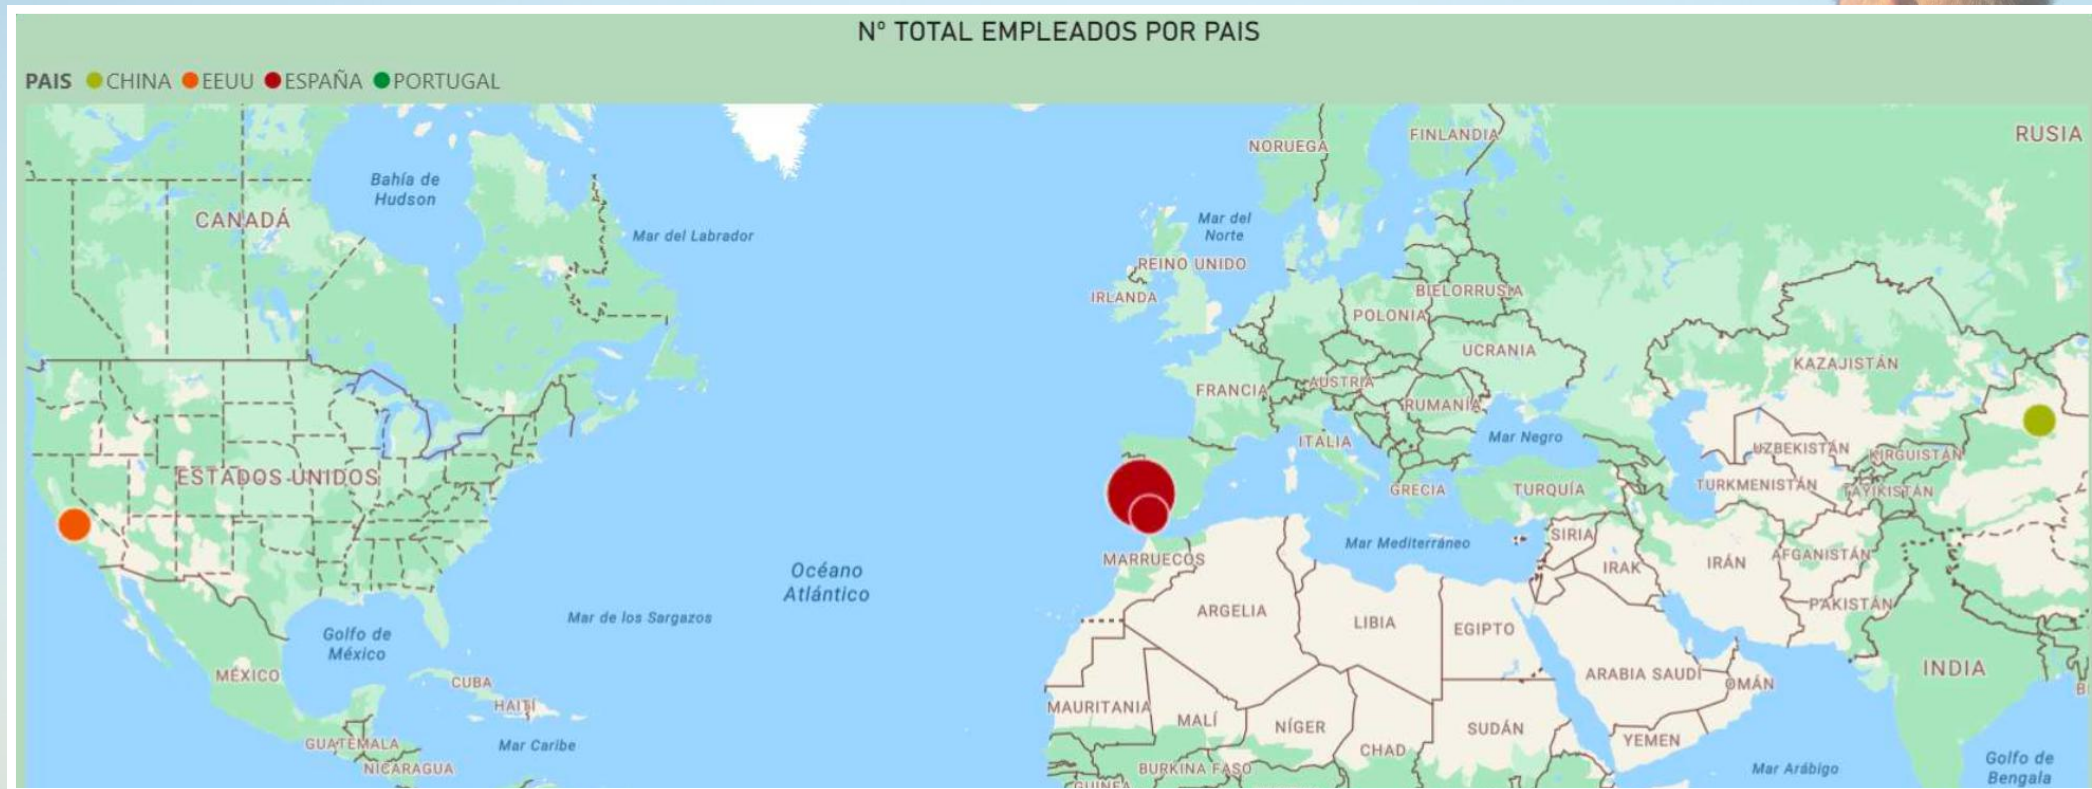 Nº TOTAL EMPLEADOS POR PAIS
PAIS CHINA EEUU ESPAÑA PORTUGAL
NORUEGA
FINLANDIA
RUSIA
Bahía de
Hudson
CANADÁ
Mar del Labrador
Mar del
Norte
REINO UNIDO
IRLANDA
BIELORRUSIA
POLONIA
UCRANIA
KAZAJISTÁN
FRANCIA
AUSTRIA
RUMANÍA
ITALIA
Mar Negro
UZBEKISTÁN
KIRGUISTÁN
ESTADOS UNIDOS
GRECIA
TURQUÍA
TURKMENISTÁN
TAYIKISTÁN
Mar Mediterráneo
SIRIA
MARRUECOS
IRAK
IRÁN
AFGANISTÁN
Océano
Atlántico
ARGELIA
LIBIA
EGIPTO
PAKISTÁN
Mar de los Sargazos
Golfo de
México
MÉXICO
CUBA
ARABIA SAUDÍ
OMÁN
INDIA
HAITÍ
MAURITANIA
MALÍ
NÍGER
SUDÁN
YEMEN
GUATEMALA
Mar Caribe
CHAD
NICARAGUA
BURKINA FASO
Mar Arábigo
Golfo de
Bengala
GUINEA